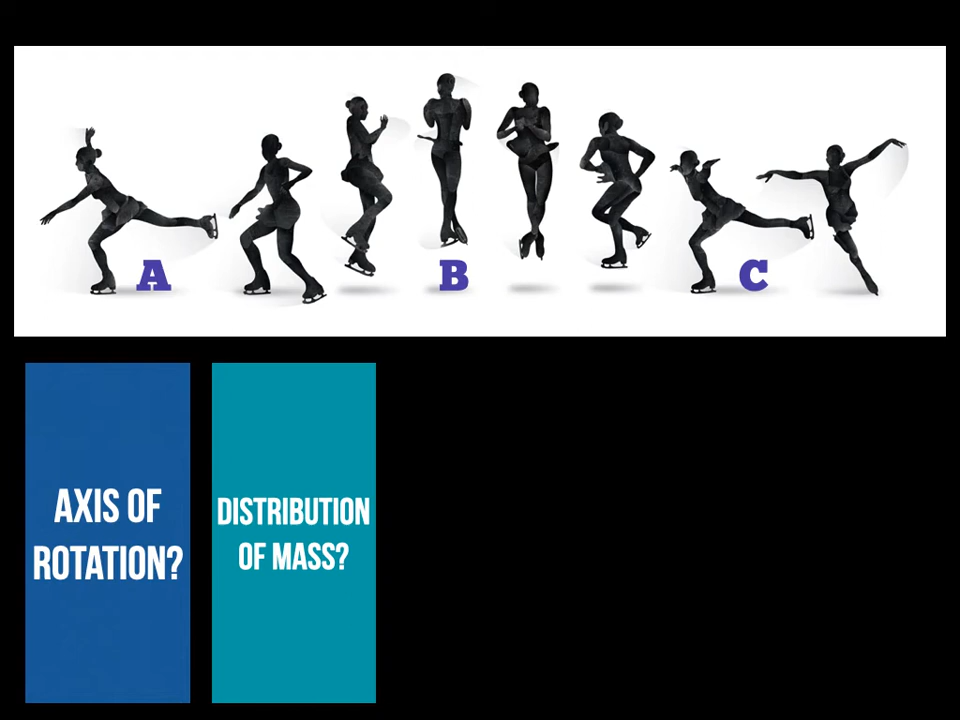 A
B
C
AXIS OF
ROTATION?
DISTRIBUTION
OF MASS?